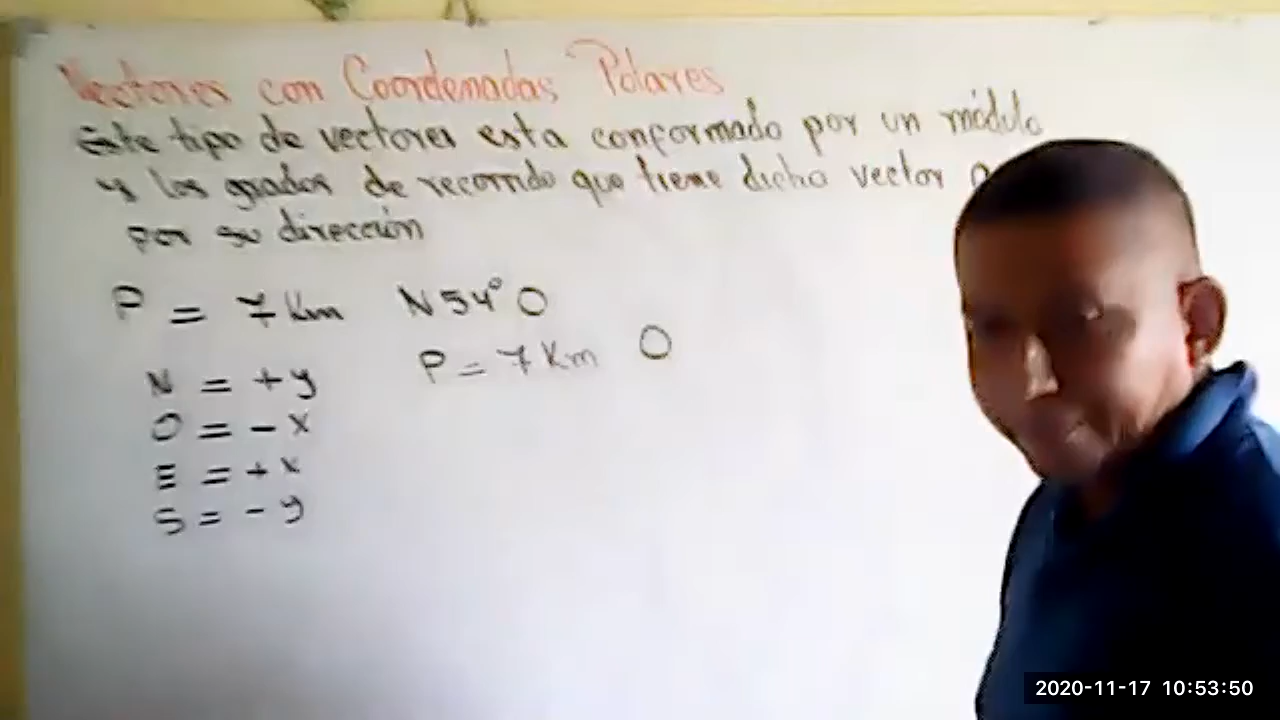 Vectores con Coordenadas Polares
Este tipo de vectores esta conformado por un módulo
y los grados de recorrido que tiene dicho vector
por su dirección
P = 7 Km N54° O
P = 7 Km O
N = + y
O = - x
E = + x
S = - y
2020-11-17 10:53:50